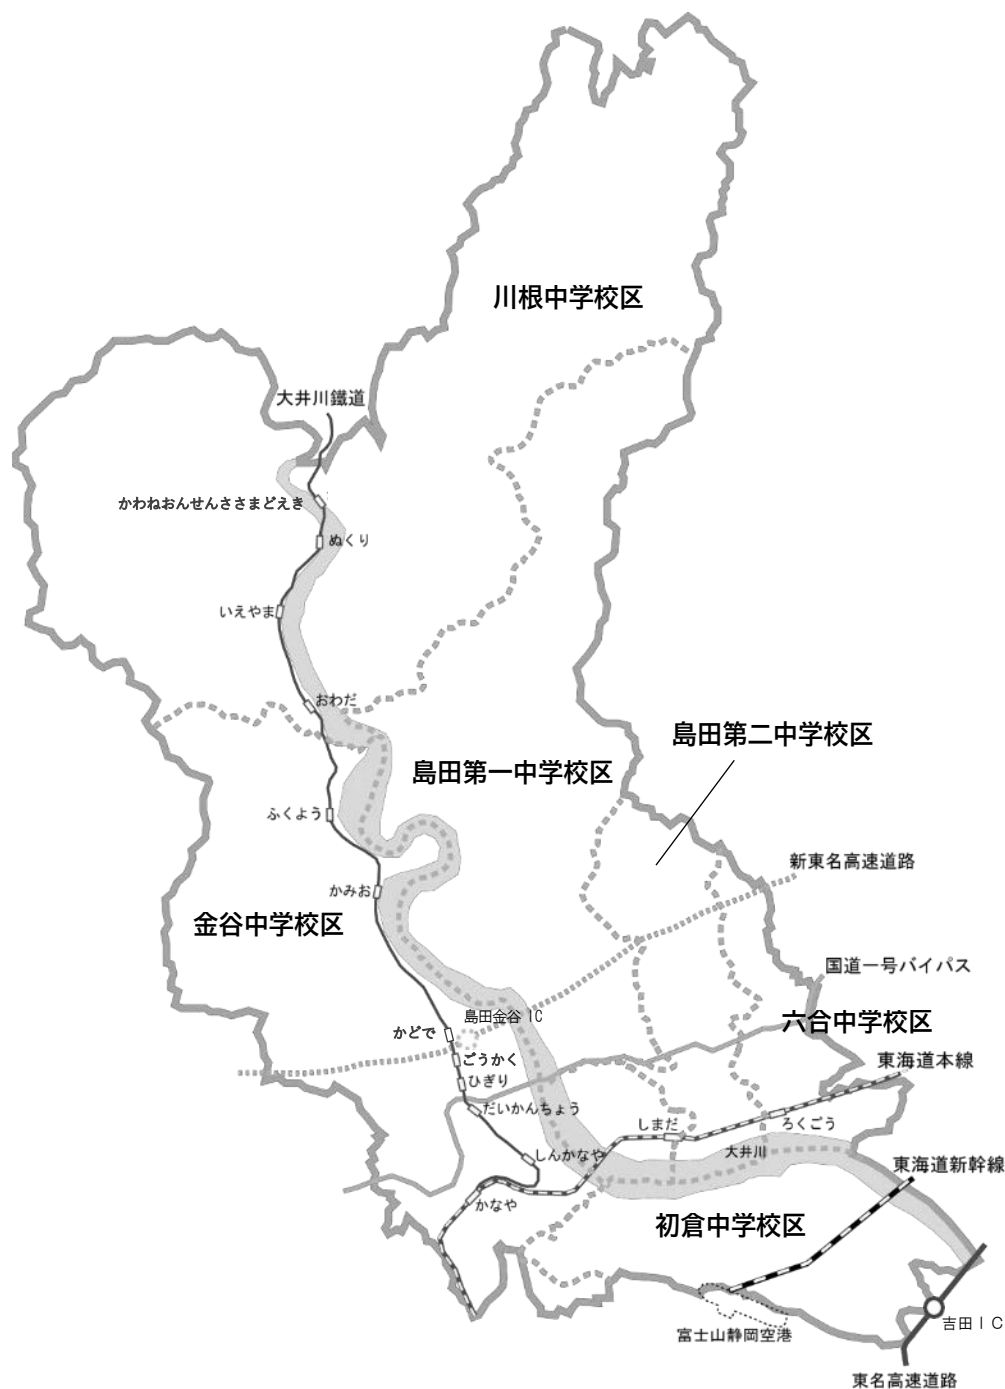 川根中学校区
大井川鐵道
かわねおんせんささまどえき
ぬくり
いえやま
おわだ
島田第二中学校区
島田第一中学校区
ふくよう
新東名高速道路
かみお
金谷中学校区
国道一号バイパス
島田金谷IC
六合中学校区
かどで
ごうかく
東海道本線
ひぎり
だいかんちょう
しまだ
ろくごう
大井川
しんかなや
東海道新幹線
かなや
初倉中学校区
吉田IC
富士山静岡空港
東名高速道路